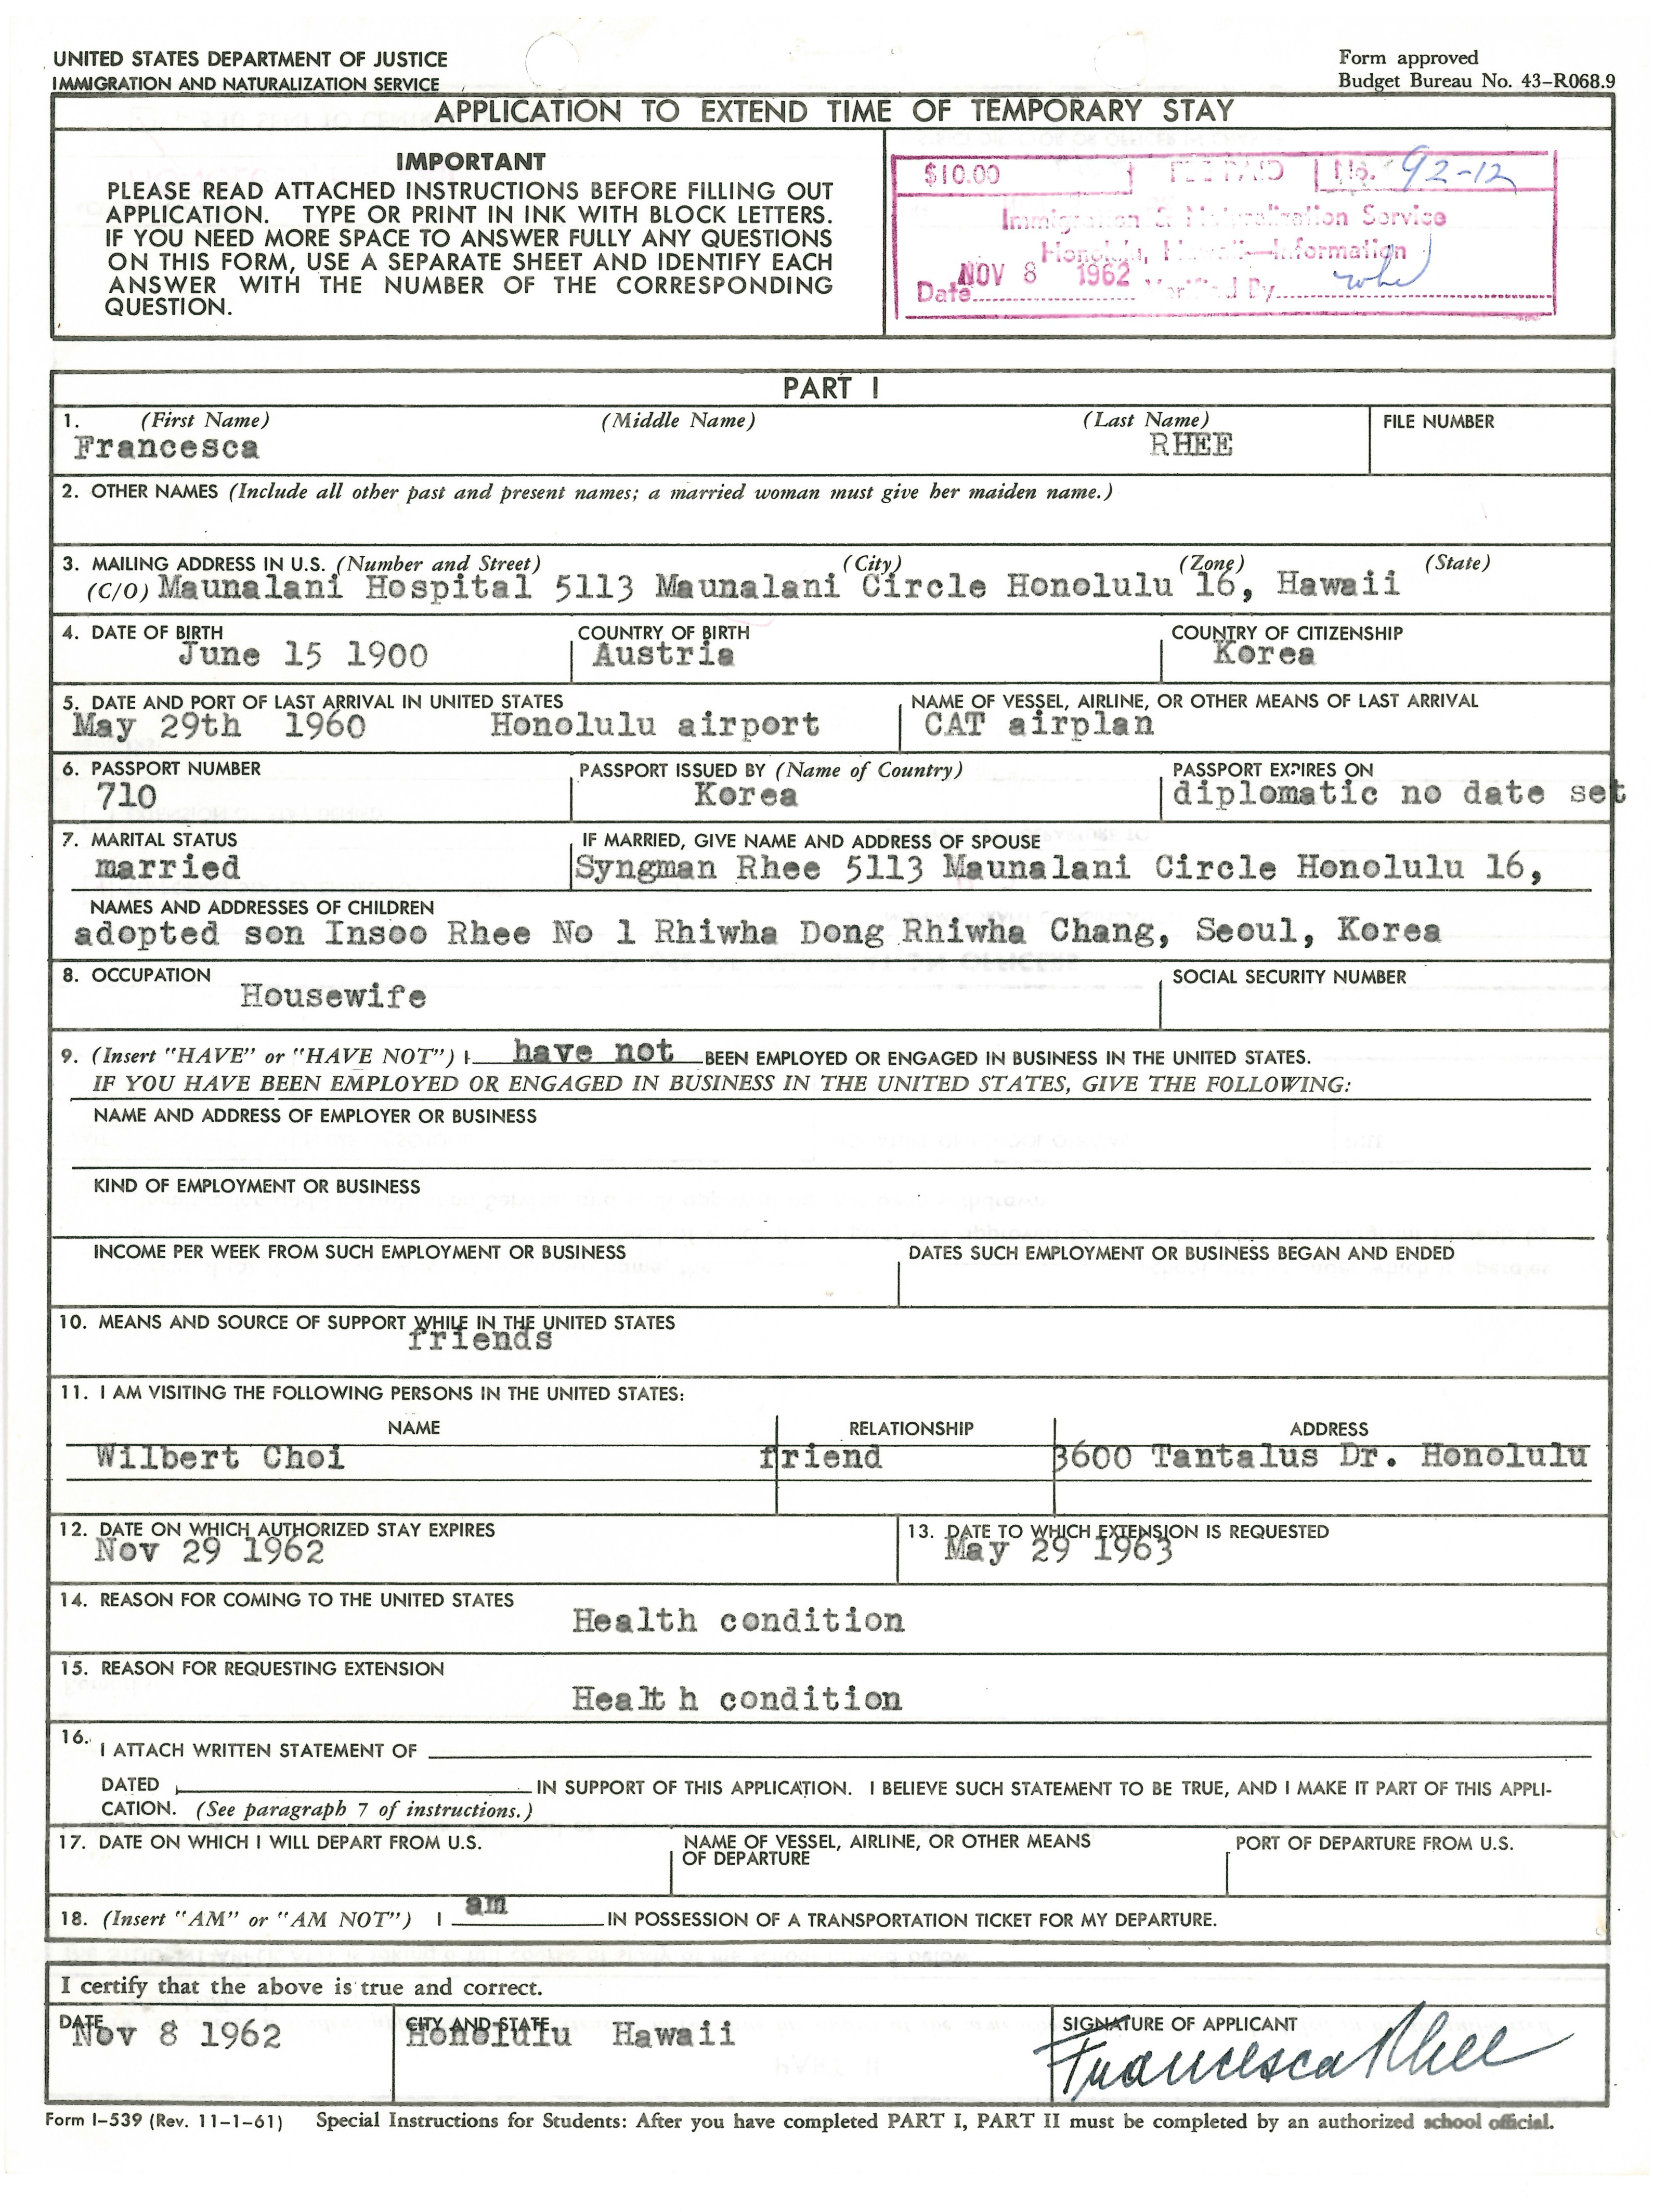 UNITED STATES DEPARTMENT OF JUSTICE
IMMIGRATION AND NATURALIZATION SERVICE
Form approved
Budget Bureau No. 43-R068.9
APPLICATION TO EXTEND TIME OF TEMPORARY STAY
IMPORTANT
PLEASE READ ATTACHED INSTRUCTIONS BEFORE FILLING OUT
APPLICATION. TYPE OR PRINT IN INK WITH BLOCK LETTERS.
IF YOU NEED MORE SPACE TO ANSWER FULLY ANY QUESTIONS
ON THIS FORM, USE A SEPARATE SHEET AND IDENTIFY EACH
ANSWER WITH THE NUMBER OF THE CORRESPONDING
QUESTION.
$10.00 FEE PAID No. 92-12
Immigration & Naturalization Service
Honolulu, Hawaii—Information
Date NOV 8 1962 Verified By
PART I
1. (First Name) (Middle Name) (Last Name) FILE NUMBER
Francesca RHEE
2. OTHER NAMES (Include all other past and present names; a married woman must give her maiden name.)
3. MAILING ADDRESS IN U.S. (Number and Street) (City) (Zone) (State)
(C/O) Maunalani Hospital 5113 Maunalani Circle Honolulu 16, Hawaii
4. DATE OF BIRTH COUNTRY OF BIRTH COUNTRY OF CITIZENSHIP
June 15 1900 Austria Korea
5. DATE AND PORT OF LAST ARRIVAL IN UNITED STATES NAME OF VESSEL, AIRLINE, OR OTHER MEANS OF LAST ARRIVAL
May 29th 1960 Honolulu airport CAT airplan
6. PASSPORT NUMBER PASSPORT ISSUED BY (Name of Country) PASSPORT EXPIRES ON
710 Korea diplomatic no date set
7. MARITAL STATUS IF MARRIED, GIVE NAME AND ADDRESS OF SPOUSE
married Syngman Rhee 5113 Maunalani Circle Honolulu 16,
NAMES AND ADDRESSES OF CHILDREN
adopted son Insoo Rhee No 1 Rhiwha Dong Rhiwha Chang, Seoul, Korea
8. OCCUPATION SOCIAL SECURITY NUMBER
Housewife
9. (Insert "HAVE" or "HAVE NOT") I have not BEEN EMPLOYED OR ENGAGED IN BUSINESS IN THE UNITED STATES.
IF YOU HAVE BEEN EMPLOYED OR ENGAGED IN BUSINESS IN THE UNITED STATES, GIVE THE FOLLOWING:
NAME AND ADDRESS OF EMPLOYER OR BUSINESS
KIND OF EMPLOYMENT OR BUSINESS
INCOME PER WEEK FROM SUCH EMPLOYMENT OR BUSINESS DATES SUCH EMPLOYMENT OR BUSINESS BEGAN AND ENDED
10. MEANS AND SOURCE OF SUPPORT WHILE IN THE UNITED STATES
friends
11. I AM VISITING THE FOLLOWING PERSONS IN THE UNITED STATES:
NAME RELATIONSHIP ADDRESS
Wilbert Choi friend 3600 Tantalus Dr. Honolulu
12. DATE ON WHICH AUTHORIZED STAY EXPIRES 13. DATE TO WHICH EXTENSION IS REQUESTED
Nov 29 1962 May 29 1963
14. REASON FOR COMING TO THE UNITED STATES
Health condition
15. REASON FOR REQUESTING EXTENSION
Healt h condition
16. I ATTACH WRITTEN STATEMENT OF
DATED IN SUPPORT OF THIS APPLICATION. I BELIEVE SUCH STATEMENT TO BE TRUE, AND I MAKE IT PART OF THIS APPLI-
CATION. (See paragraph 7 of instructions.)
17. DATE ON WHICH I WILL DEPART FROM U.S. NAME OF VESSEL, AIRLINE, OR OTHER MEANS PORT OF DEPARTURE FROM U.S.
OF DEPARTURE
18. (Insert "AM" or "AM NOT") I am IN POSSESSION OF A TRANSPORTATION TICKET FOR MY DEPARTURE.
I certify that the above is true and correct.
DATE CITY AND STATE SIGNATURE OF APPLICANT
Nov 8 1962 Honolulu Hawaii Francesca Rhee
Form I-539 (Rev. 11-1-61) Special Instructions for Students: After you have completed PART I, PART II must be completed by an authorized school official.